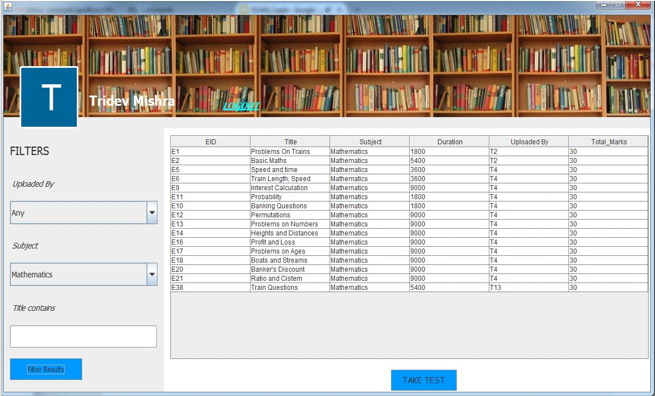 T
Tridev Mishra
LOGOUT
FILTERS
Uploaded By
Any
Subject
Mathematics
Title contains
Filter Results
EID Title Subject Duration Uploaded By Total_Marks
E1 Problems On Trains Mathematics 1800 T2 30
E2 Basic Maths Mathematics 5400 T2 30
E5 Speed and time Mathematics 3600 T4 30
E6 Train Length, Speed Mathematics 3600 T4 30
E9 Interest Calculation Mathematics 9000 T4 30
E11 Probability Mathematics 1800 T4 30
E10 Banking Questions Mathematics 1800 T4 30
E12 Permutations Mathematics 9000 T4 30
E13 Problems on Numbers Mathematics 9000 T4 30
E14 Heights and Distances Mathematics 9000 T4 30
E16 Profit and Loss Mathematics 9000 T4 30
E17 Problems on Ages Mathematics 9000 T4 30
E18 Boats and Streams Mathematics 9000 T4 30
E20 Banker's Discount Mathematics 9000 T4 30
E21 Ratio and Cistern Mathematics 9000 T4 30
E38 Train Questions Mathematics 5400 T13 30
TAKE TEST